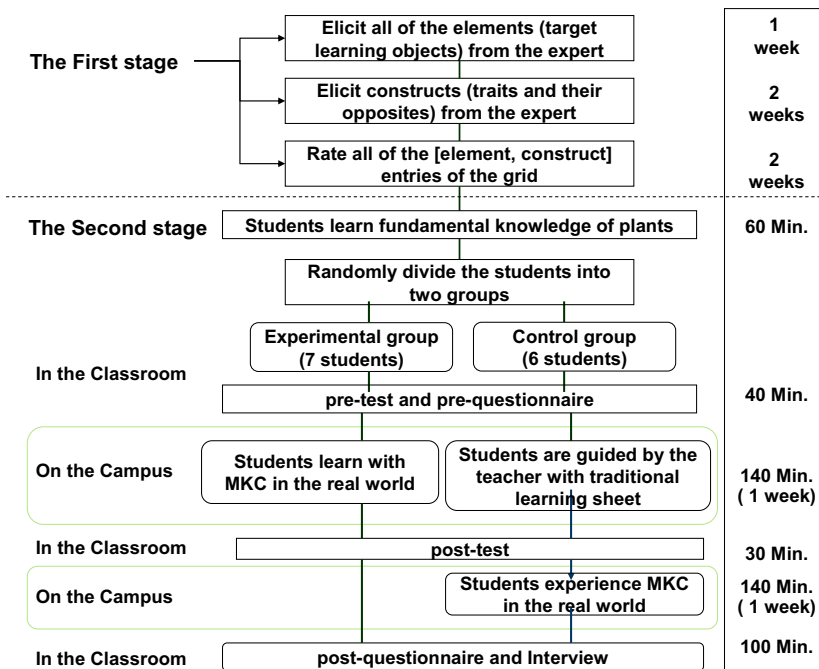 Elicit all of the elements (target
learning objects) from the expert
1
week
The First stage
Elicit constructs (traits and their
opposites) from the expert
2
weeks
Rate all of the [element, construct]
entries of the grid
2
weeks
The Second stage
Students learn fundamental knowledge of plants
60 Min.
Randomly divide the students into
two groups
Experimental group
(7 students)
Control group
(6 students)
In the Classroom
pre-test and pre-questionnaire
40 Min.
On the Campus
Students learn with
MKC in the real world
Students are guided by the
teacher with traditional
learning sheet
140 Min.
( 1 week)
In the Classroom
post-test
30 Min.
On the Campus
Students experience MKC
in the real world
140 Min.
( 1 week)
In the Classroom
post-questionnaire and Interview
100 Min.